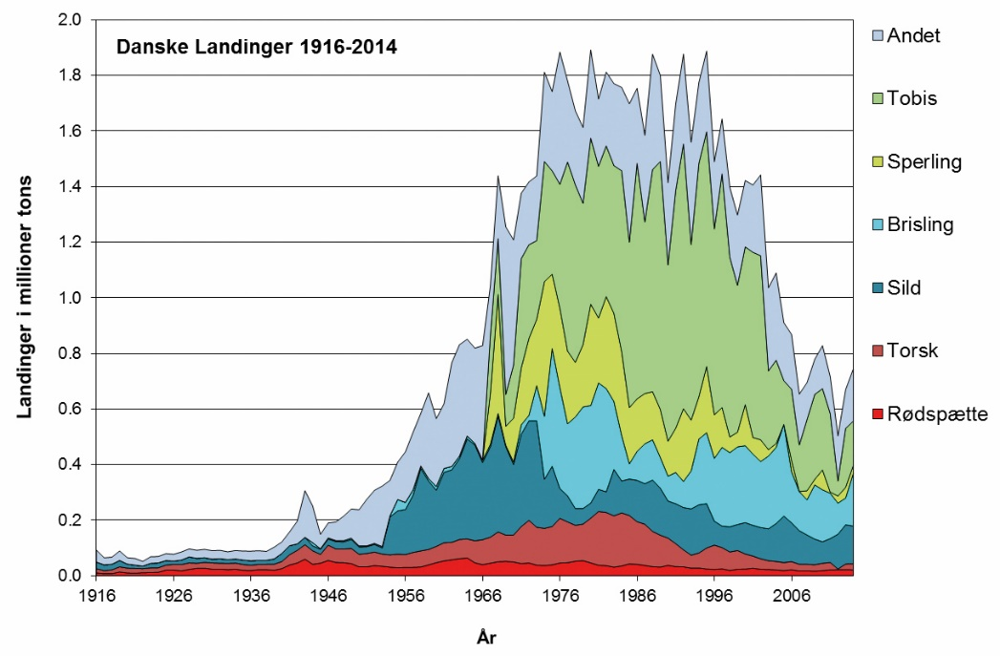 Danske Landinger 1916-2014
Landinger i millioner tons
2.0
1.8
1.6
1.4
1.2
1.0
0.8
0.6
0.4
0.2
0.0
1916
1926
1936
1946
1956
1966
1976
1986
1996
2006
År
Andet
Tobis
Sperling
Brisling
Sild
Torsk
Rødspætte